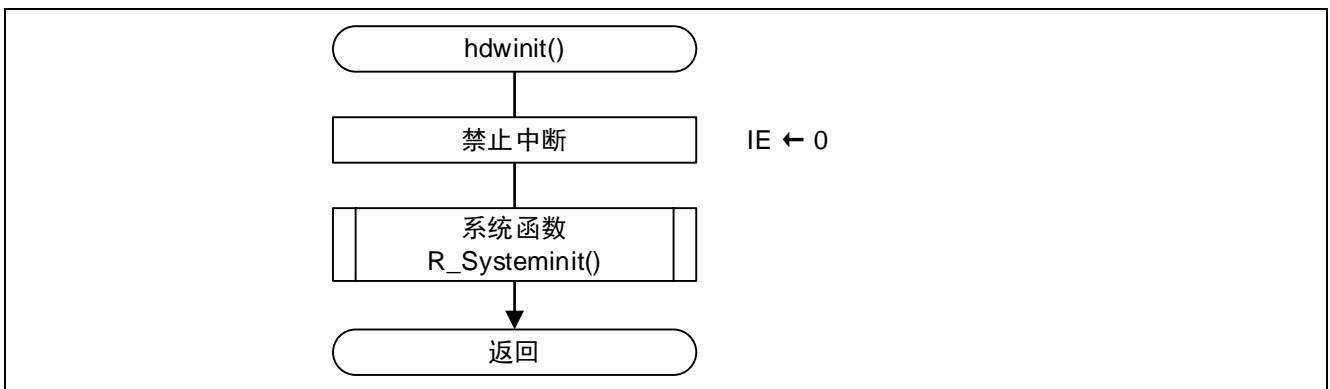 hdwinit()
禁止中断
IE ← 0
系统函数
R_Systeminit()
返回